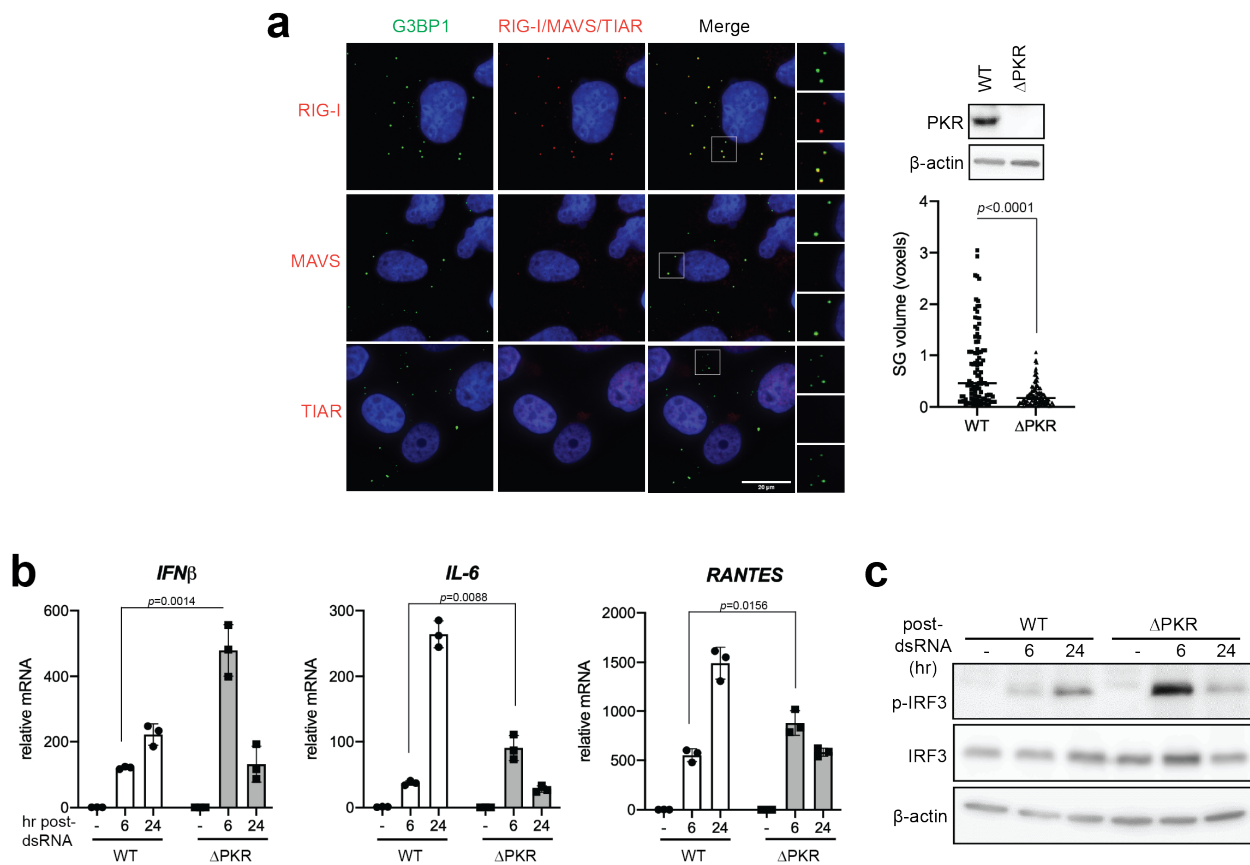 a
G3BP1 RIG-I/MAVS/TIAR Merge
RIG-I
MAVS
TIAR
20 µm
WT ΔPKR
PKR
β-actin
p<0.0001
SG volume (voxels)
4
3
2
1
0
WT ΔPKR
b
IFNβ
p=0.0014
relative mRNA
600
400
200
0
hr post-dsRNA
- 6 24 - 6 24
WT ΔPKR
IL-6
p=0.0088
relative mRNA
300
200
100
0
- 6 24 - 6 24
WT ΔPKR
RANTES
p=0.0156
relative mRNA
2000
1500
1000
500
0
- 6 24 - 6 24
WT ΔPKR
c
post-dsRNA (hr)
WT ΔPKR
- 6 24 - 6 24
p-IRF3
IRF3
β-actin